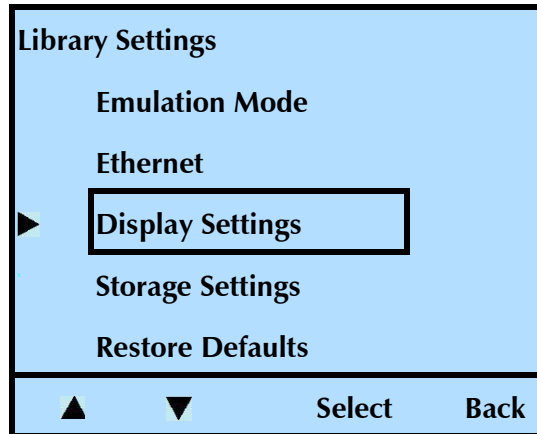 Library Settings
Emulation Mode
Ethernet
Display Settings
Storage Settings
Restore Defaults
Select Back